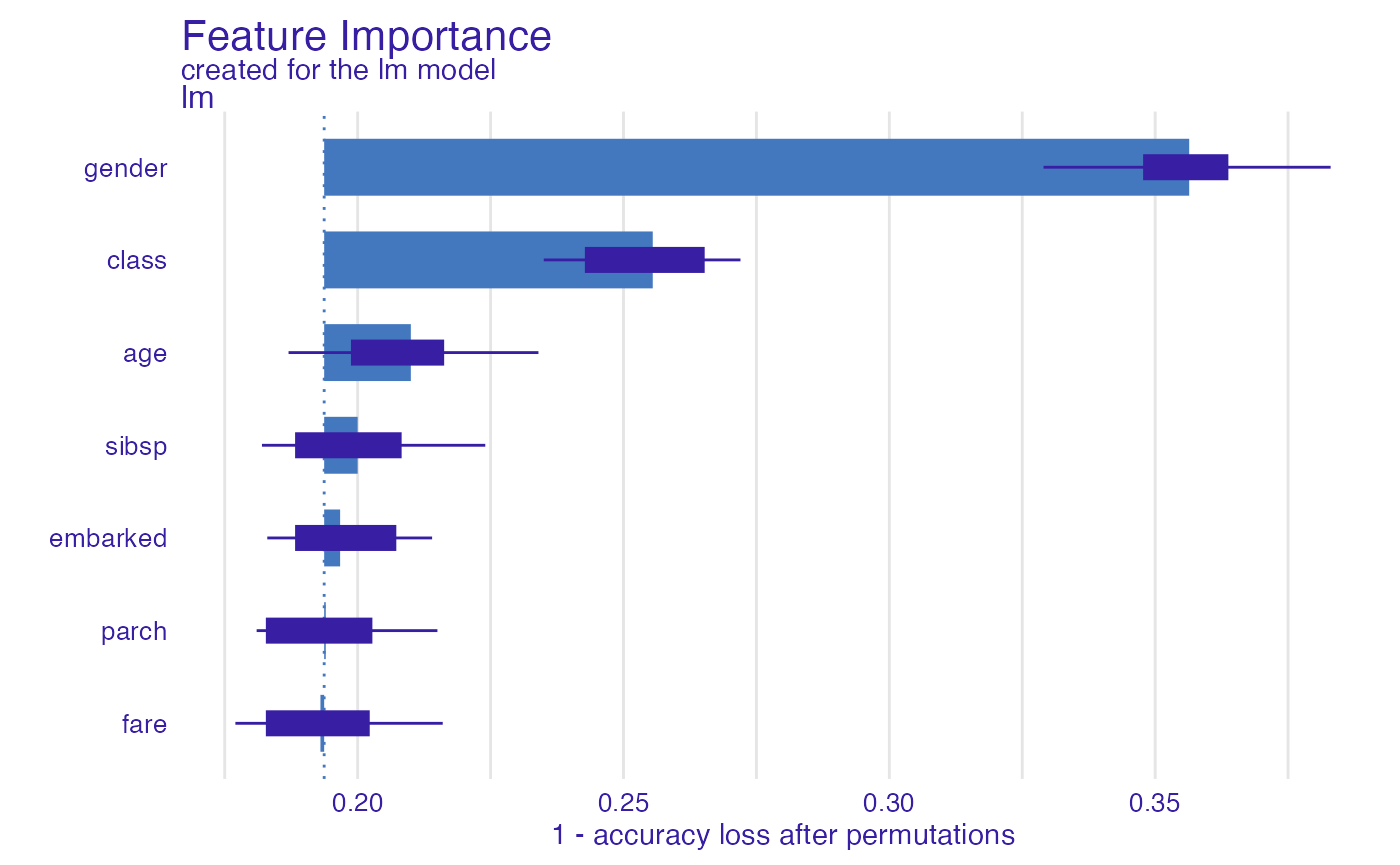 Feature Importance
created for the lm model
lm
gender
class
age
sibsp
embarked
parch
fare
0.20 0.25 0.30 0.35
1 - accuracy loss after permutations